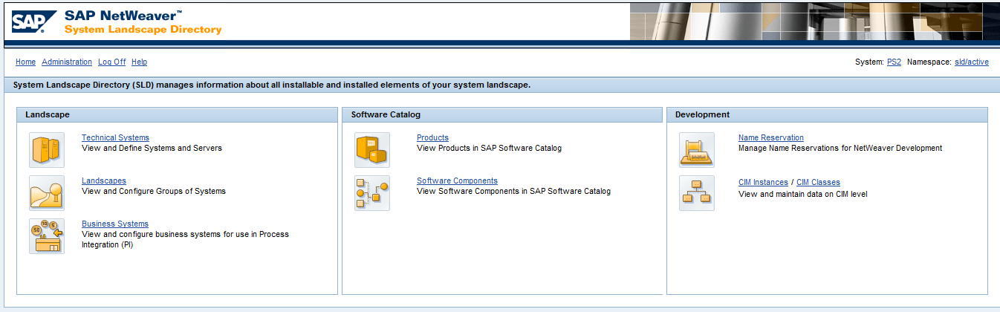 SAP
SAP NetWeaver™
System Landscape Directory
Home Administration Log Off Help
System: PS2 Namespace: sld/active
System Landscape Directory (SLD) manages information about all installable and installed elements of your system landscape.
Landscape
Technical Systems
View and Define Systems and Servers
Landscapes
View and Configure Groups of Systems
50 10 5
Business Systems
View and configure business systems for use in Process
Integration (PI)
Software Catalog
Products
View Products in SAP Software Catalog
Software Components
View Software Components in SAP Software Catalog
Development
Name Reservation
Manage Name Reservations for NetWeaver Development
CIM Instances / CIM Classes
View and maintain data on CIM level